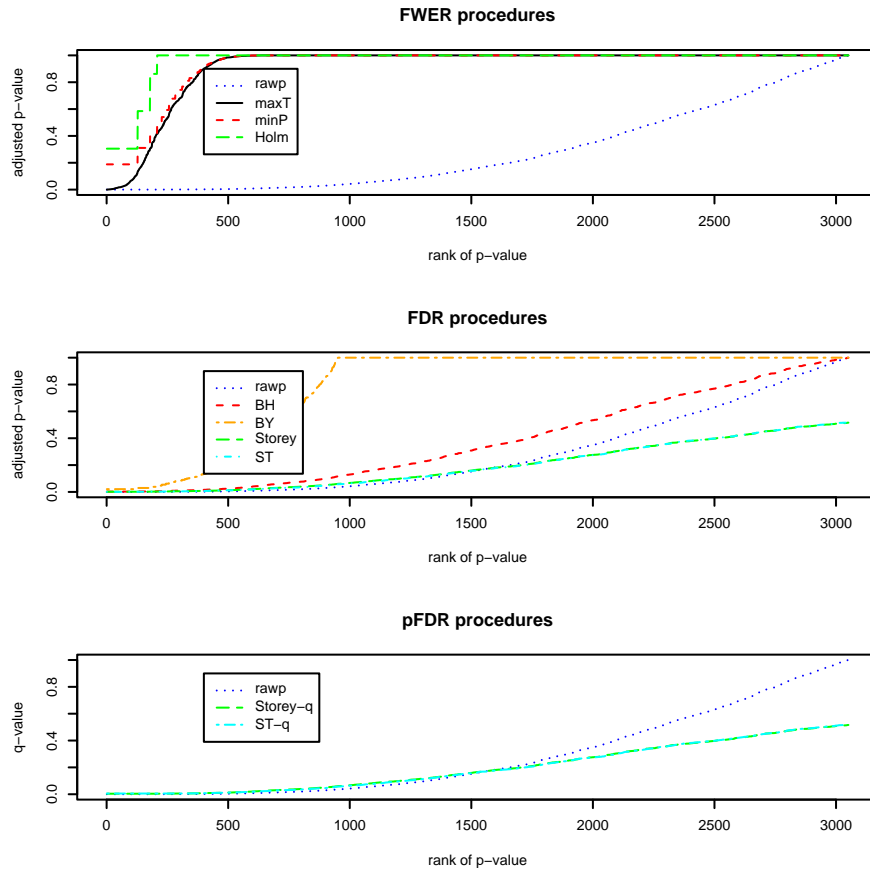 FWER procedures
adjusted p-value
0.0
0.4
0.8
rawp
maxT
minP
Holm
0 500 1000 1500 2000 2500 3000
rank of p-value
FDR procedures
adjusted p-value
0.0
0.4
0.8
rawp
BH
BY
Storey
ST
0 500 1000 1500 2000 2500 3000
rank of p-value
pFDR procedures
q-value
0.0
0.4
0.8
rawp
Storey-q
ST-q
0 500 1000 1500 2000 2500 3000
rank of p-value